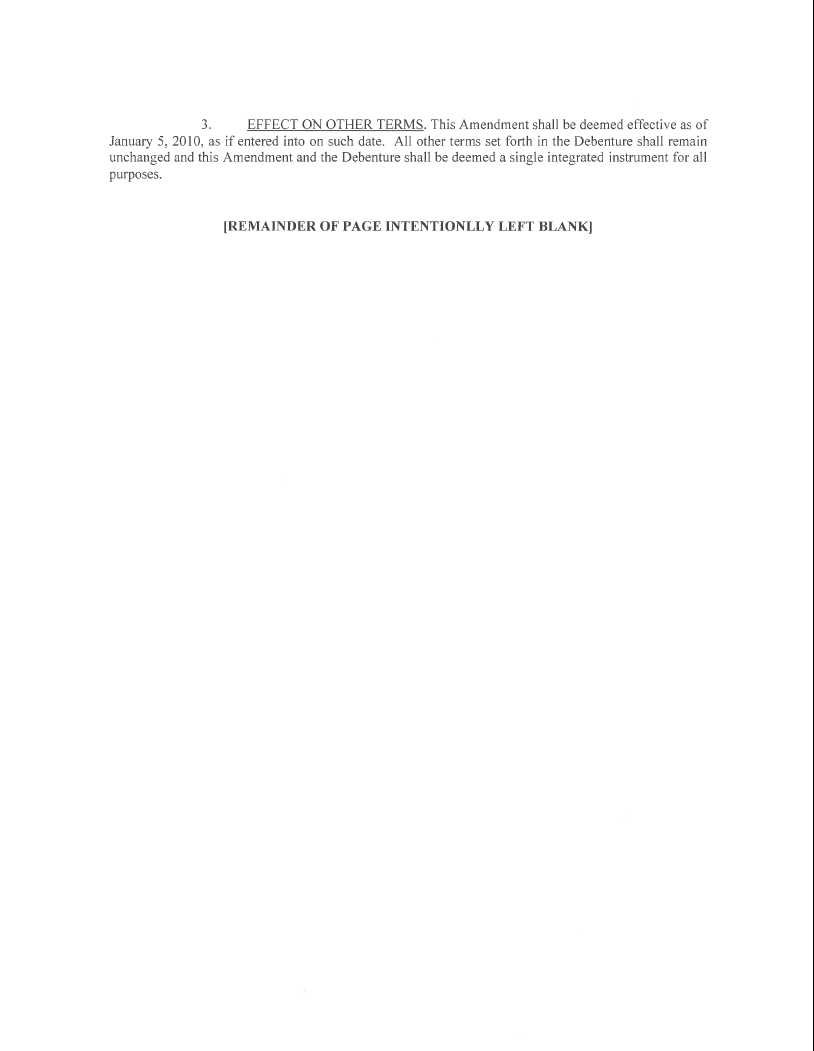 3. EFFECT ON OTHER TERMS. This Amendment shall be deemed effective as of
January 5, 2010, as if entered into on such date. All other terms set forth in the Debenture shall remain
unchanged and this Amendment and the Debenture shall be deemed a single integrated instrument for all
purposes.
[REMAINDER OF PAGE INTENTIONLLY LEFT BLANK]